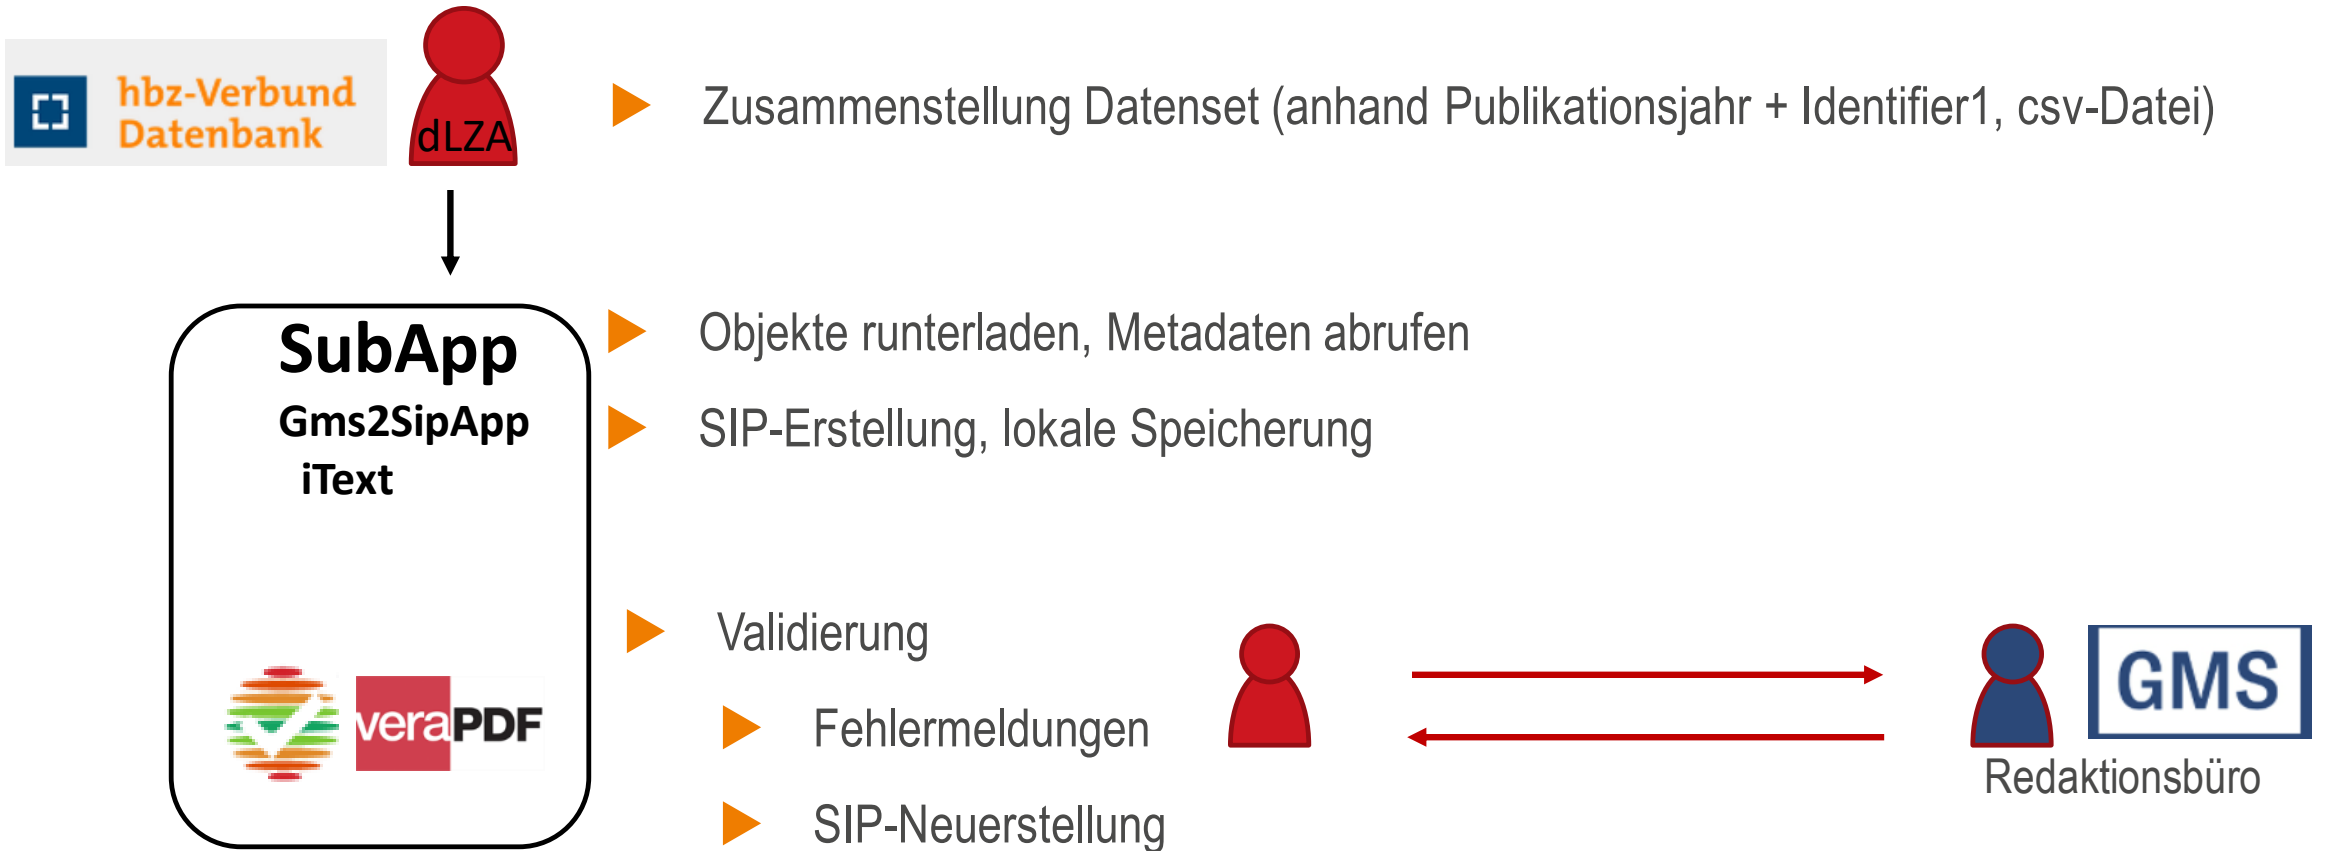 hbz-Verbund
Datenbank
dLZA
Zusammenstellung Datenset (anhand Publikationsjahr + Identifier1, csv-Datei)
SubApp
Gms2SipApp
iText
Objekte runterladen, Metadaten abrufen
SIP-Erstellung, lokale Speicherung
veraPDF
Validierung
Fehlermeldungen
SIP-Neuerstellung
GMS
Redaktionsbüro